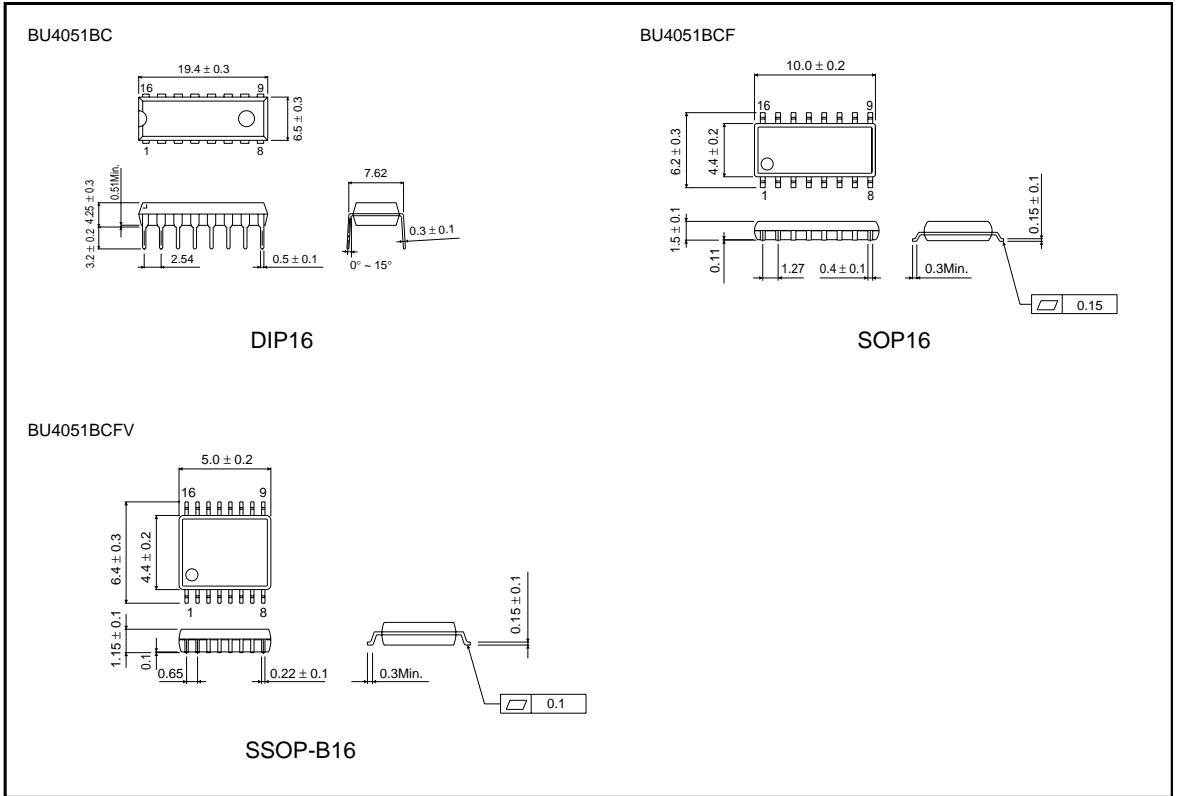 BU4051BC
19.4 ± 0.3
16 9
6.5 ± 0.3
1 8
0.51Min.
4.25 ± 0.3
3.2 ± 0.2
2.54
0.5 ± 0.1
7.62
0.3 ± 0.1
0° ~ 15°
DIP16
BU4051BCF
10.0 ± 0.2
16 9
6.2 ± 0.3
4.4 ± 0.2
1 8
1.5 ± 0.1
0.11
1.27
0.4 ± 0.1
0.3Min.
0.15 ± 0.1
0.15
SOP16
BU4051BCFV
5.0 ± 0.2
16 9
6.4 ± 0.3
4.4 ± 0.2
1 8
1.15 ± 0.1
0.1
0.65
0.22 ± 0.1
0.3Min.
0.15 ± 0.1
0.1
SSOP-B16